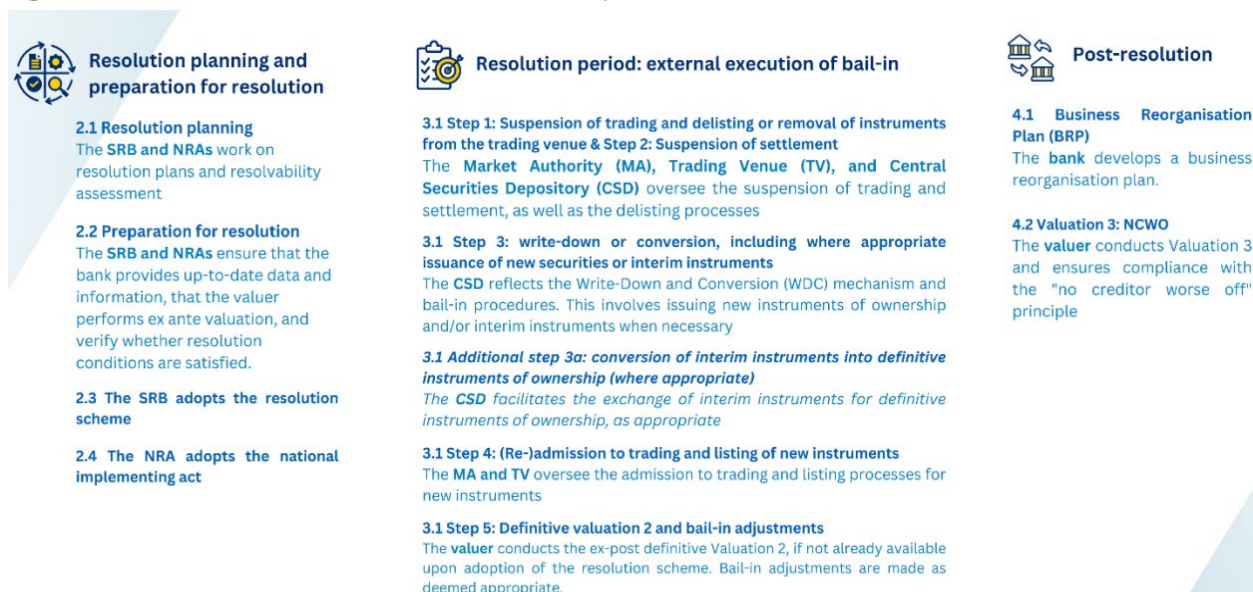 Resolution planning and
preparation for resolution
2.1 Resolution planning
The SRB and NRAs work on
resolution plans and resolvability
assessment
2.2 Preparation for resolution
The SRB and NRAs ensure that the
bank provides up-to-date data and
information, that the valuer
performs ex ante valuation, and
verify whether resolution
conditions are satisfied.
2.3 The SRB adopts the resolution
scheme
2.4 The NRA adopts the national
implementing act
Resolution period: external execution of bail-in
3.1 Step 1: Suspension of trading and delisting or removal of instruments
from the trading venue & Step 2: Suspension of settlement
The Market Authority (MA), Trading Venue (TV), and Central
Securities Depository (CSD) oversee the suspension of trading and
settlement, as well as the delisting processes
3.1 Step 3: write-down or conversion, including where appropriate
issuance of new securities or interim instruments
The CSD reflects the Write-Down and Conversion (WDC) mechanism and
bail-in procedures. This involves issuing new instruments of ownership
and/or interim instruments when necessary
3.1 Additional step 3a: conversion of interim instruments into definitive
instruments of ownership (where appropriate)
The CSD facilitates the exchange of interim instruments for definitive
instruments of ownership, as appropriate
3.1 Step 4: (Re-)admission to trading and listing of new instruments
The MA and TV oversee the admission to trading and listing processes for
new instruments
3.1 Step 5: Definitive valuation 2 and bail-in adjustments
The valuer conducts the ex-post definitive Valuation 2, if not already available
upon adoption of the resolution scheme. Bail-in adjustments are made as
deemed appropriate.
Post-resolution
4.1 Business Reorganisation
Plan (BRP)
The bank develops a business
reorganisation plan.
4.2 Valuation 3: NCWO
The valuer conducts Valuation 3
and ensures compliance with
the "no creditor worse off"
principle